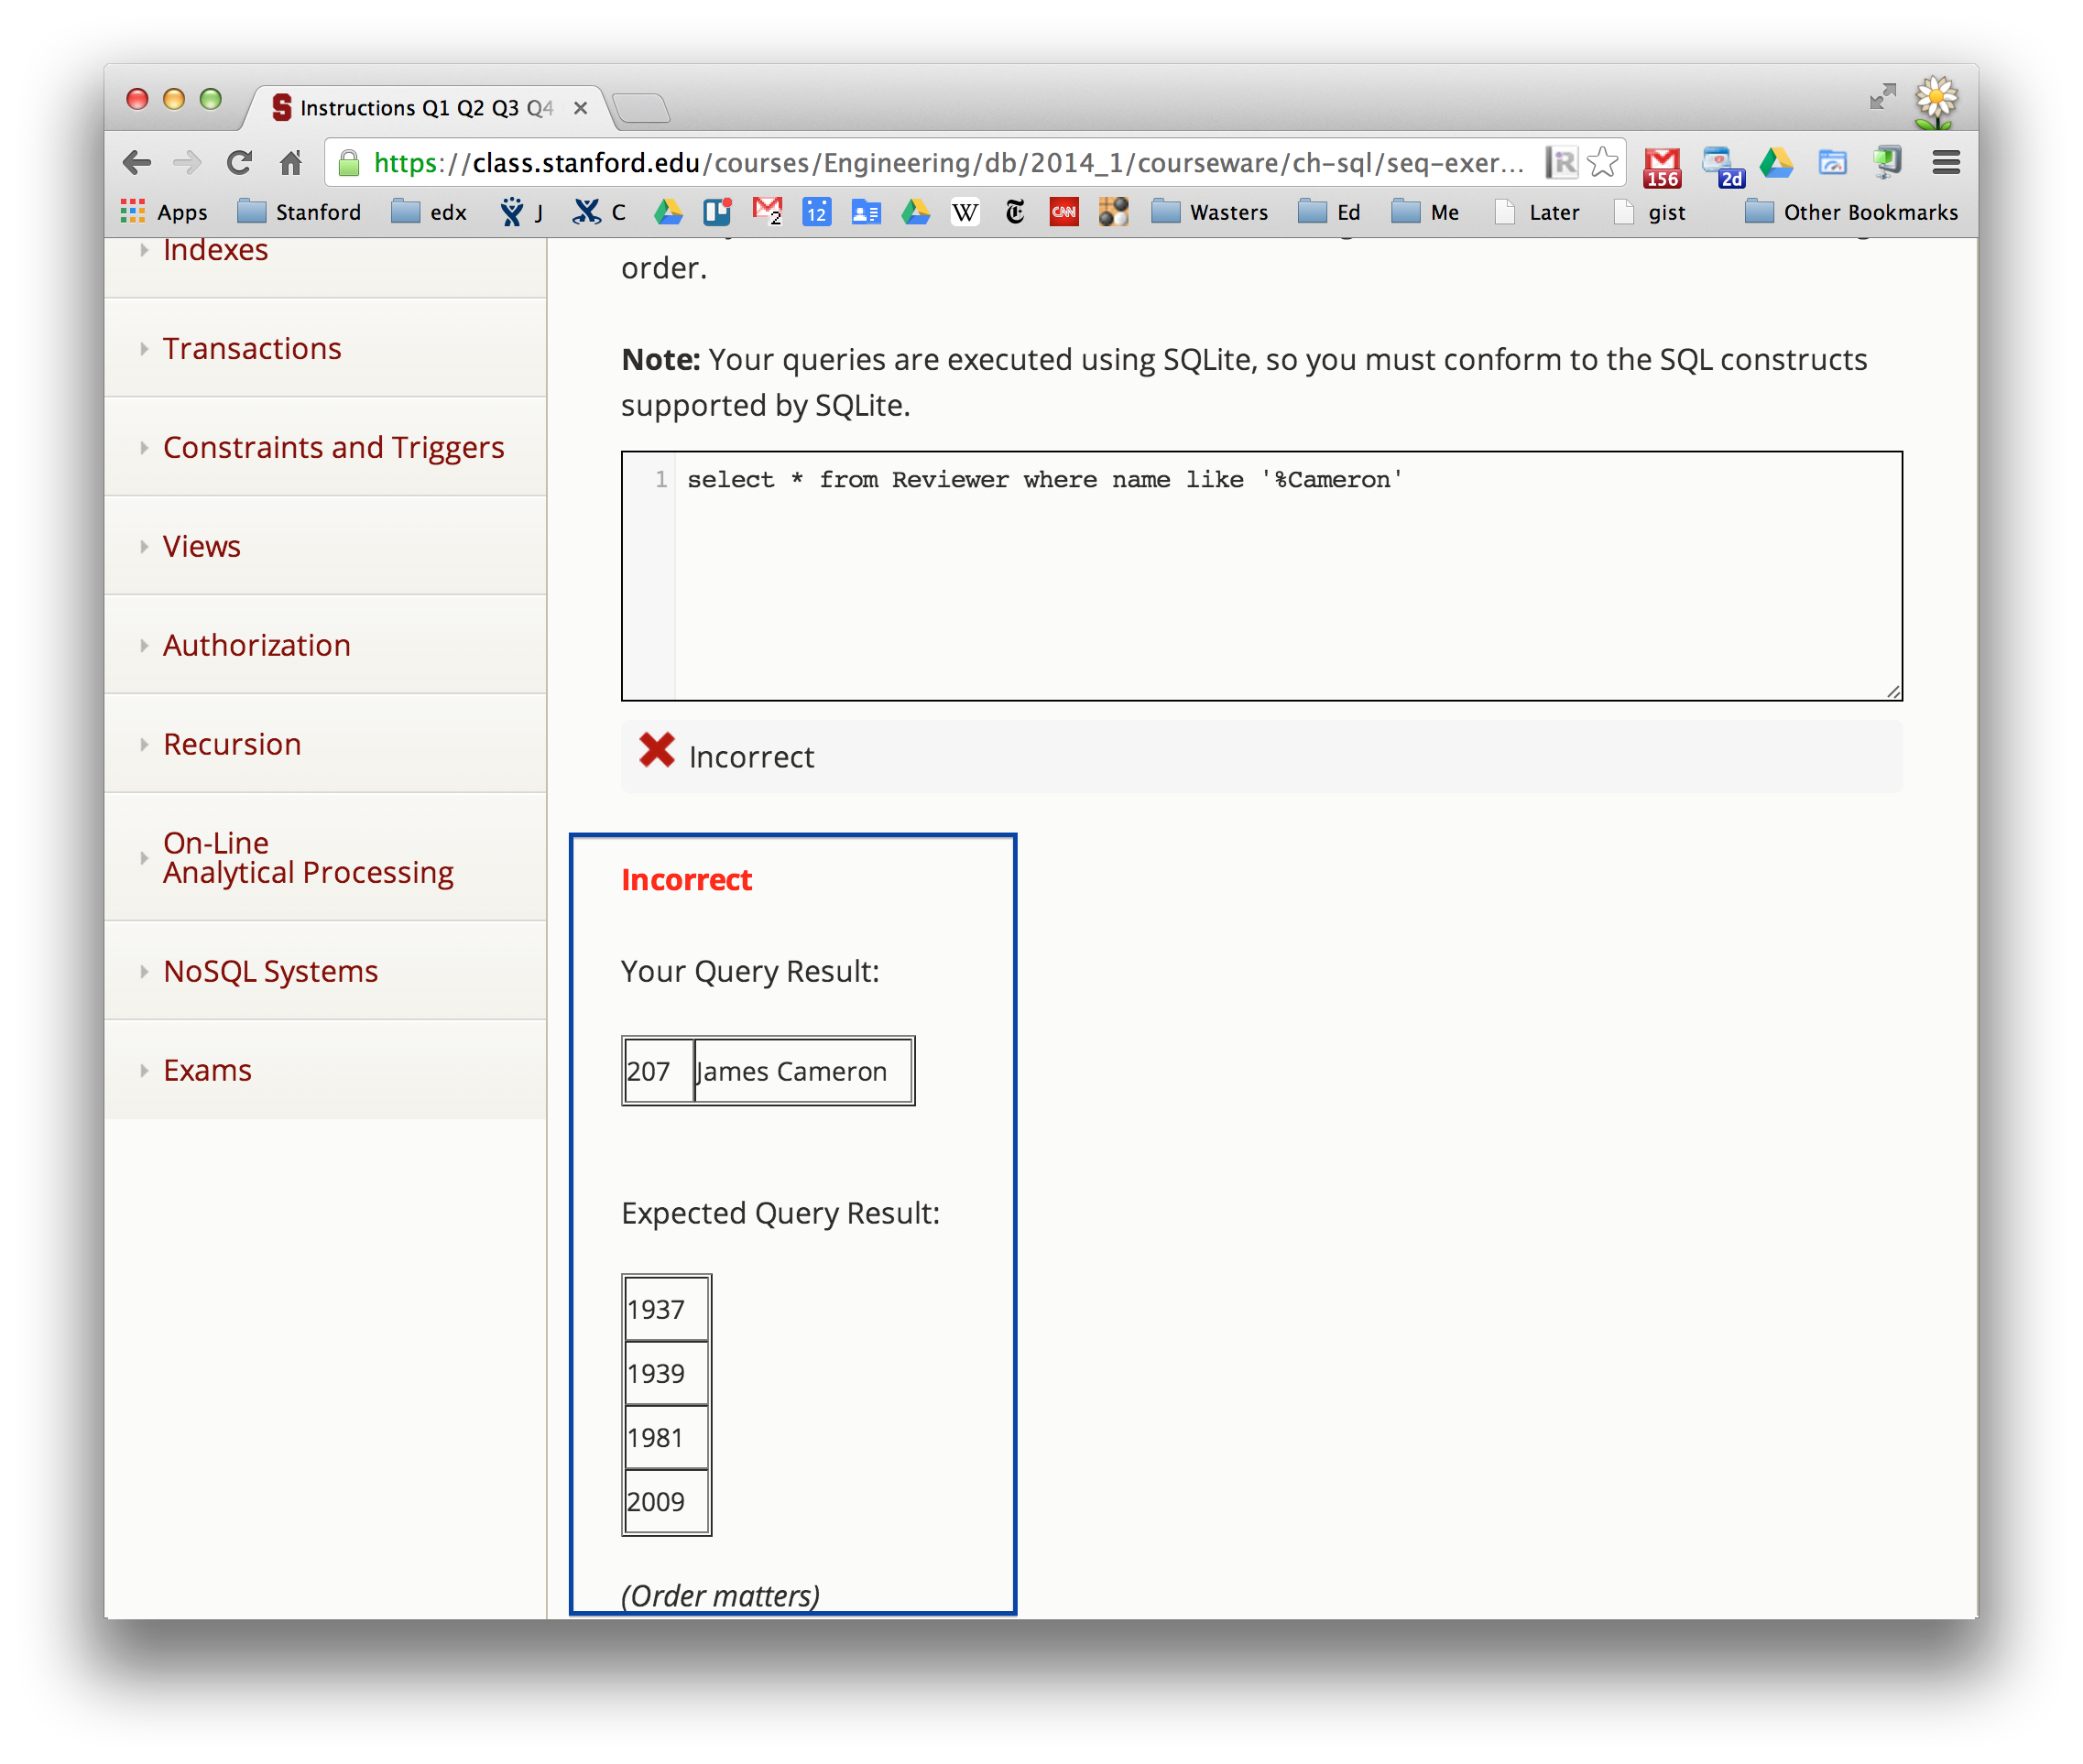 Instructions Q1 Q2 Q3 Q4
https://class.stanford.edu/courses/Engineering/db/2014_1/courseware/ch-sql/seq-exer...
156
2d
Apps Stanford edx J C 2 12 W CNN Wasters Ed Me Later gist Other Bookmarks
Indexes
Transactions
Constraints and Triggers
Views
Authorization
Recursion
On-Line
Analytical Processing
NoSQL Systems
Exams
order.
Note: Your queries are executed using SQLite, so you must conform to the SQL constructs
supported by SQLite.
1 select * from Reviewer where name like '%Cameron'
Incorrect
Incorrect
Your Query Result:
207 James Cameron
Expected Query Result:
1937
1939
1981
2009
(Order matters)